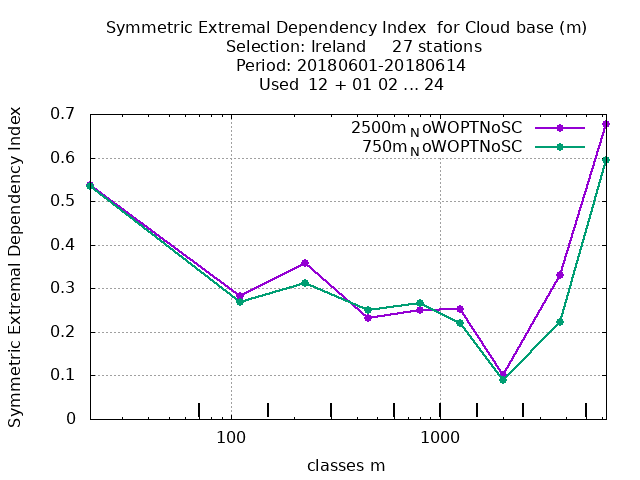 Symmetric Extremal Dependency Index  for Cloud base (m)
Selection: Ireland     27 stations
Period: 20180601-20180614
Used  12 + 01 02 ... 24
Symmetric Extremal Dependency Index
0.7
0.6
0.5
0.4
0.3
0.2
0.1
0
2500m_NoWOPTNoSC
750m_NoWOPTNoSC
100
1000
classes m